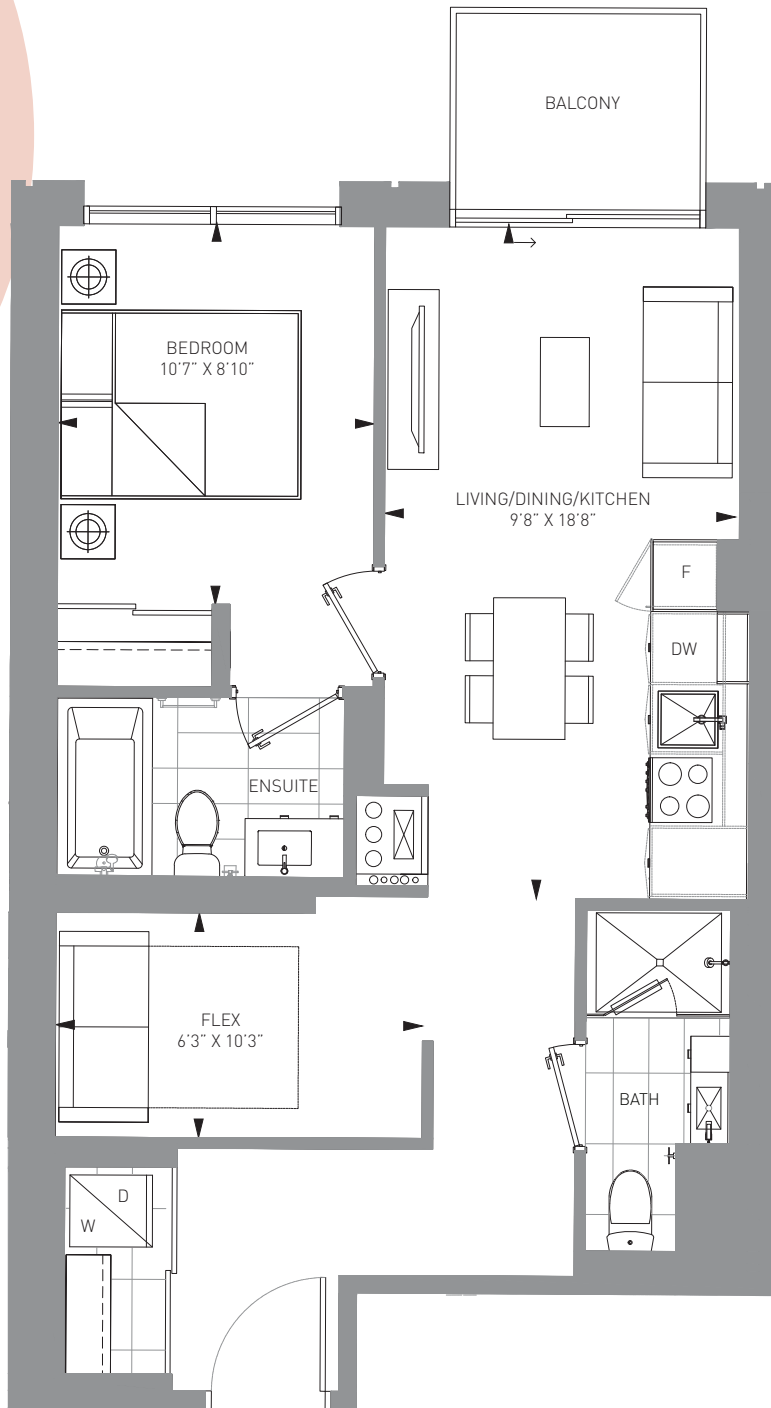 BALCONY
BEDROOM
10'7" X 8'10"
LIVING/DINING/KITCHEN
9'8" X 18'8"
F
DW
ENSUITE
FLEX
6'3" X 10'3"
BATH
D
W